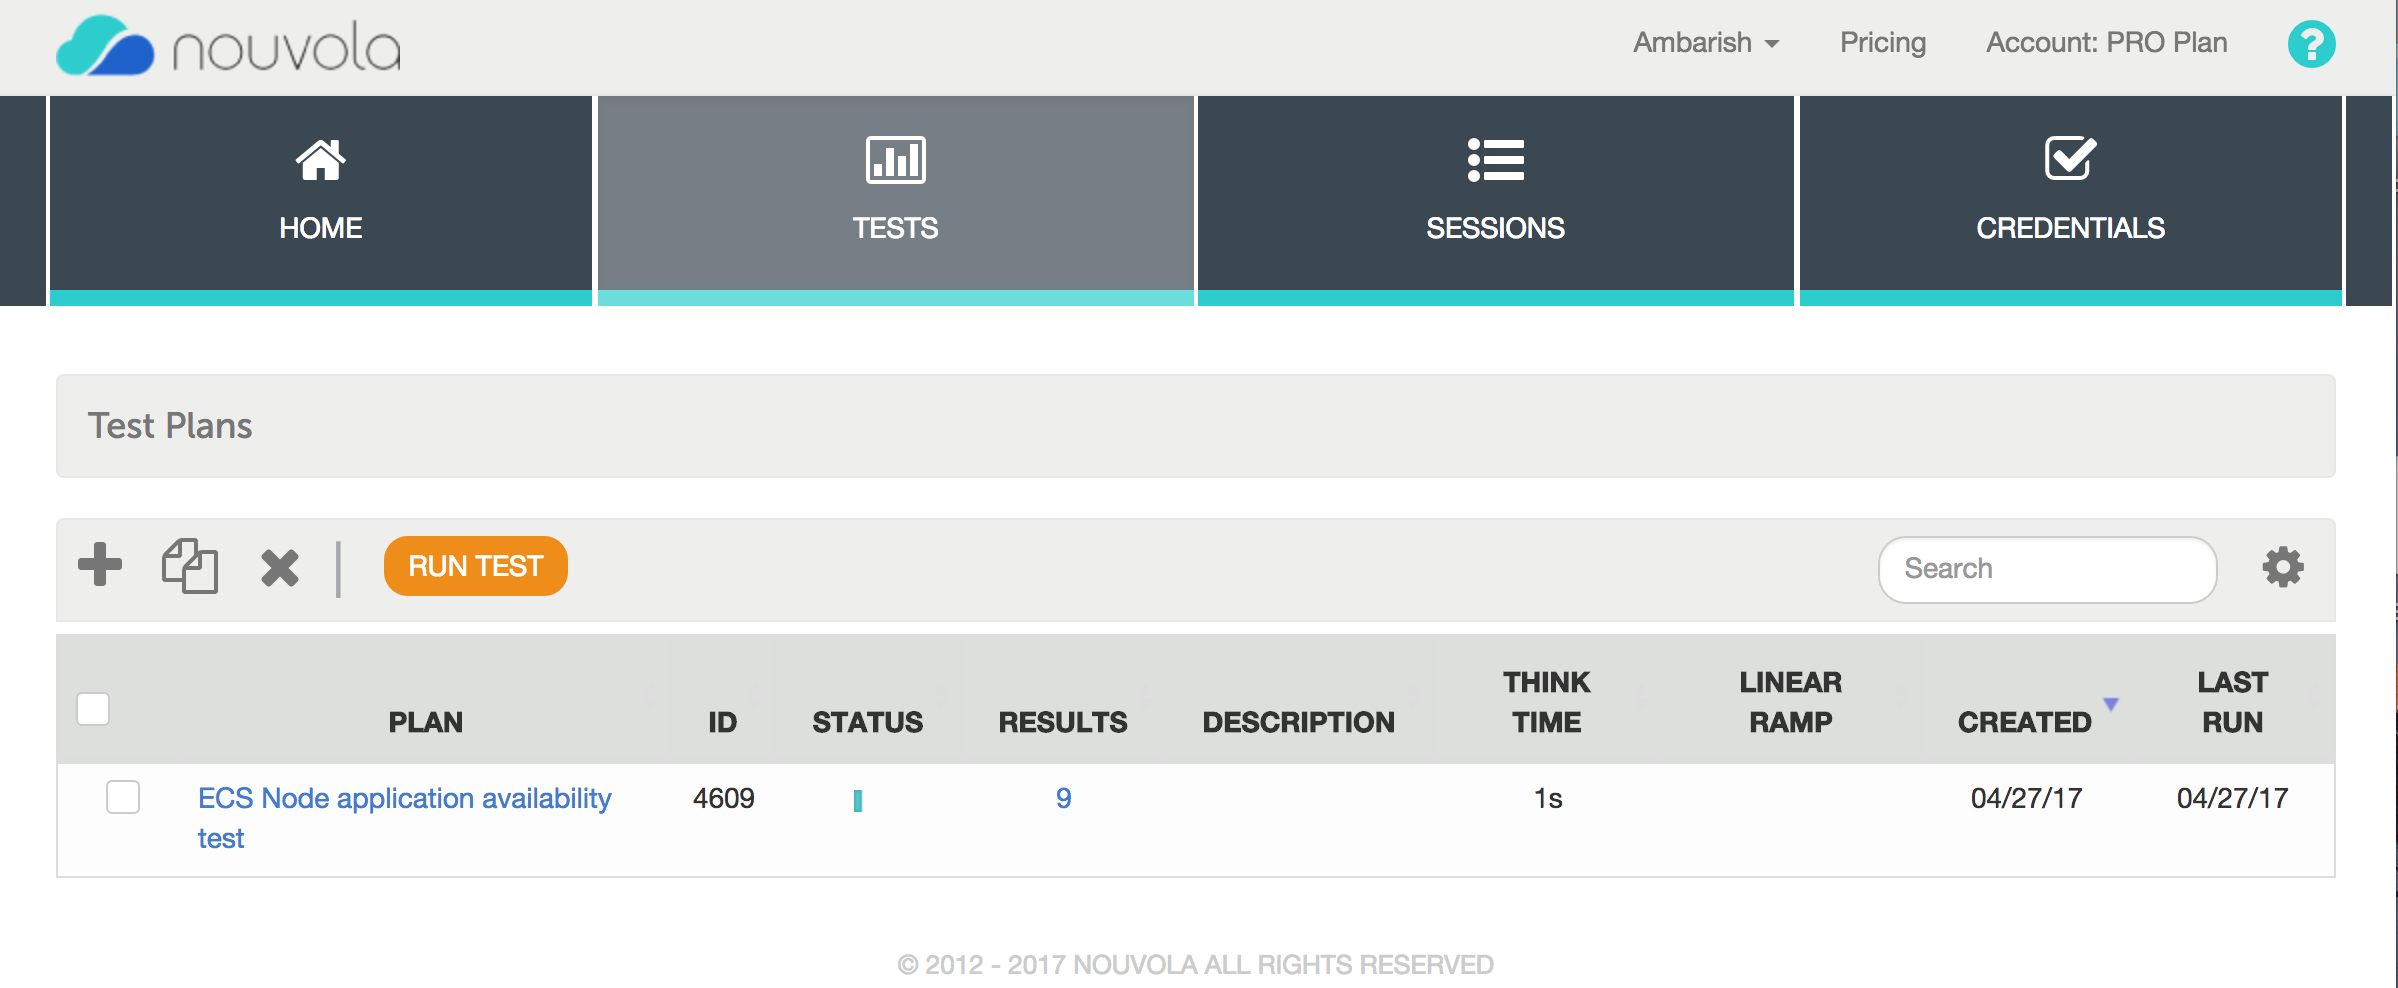 nouvola
Ambarish Pricing Account: PRO Plan ?
HOME TESTS SESSIONS CREDENTIALS
Test Plans
RUN TEST Search
PLAN ID STATUS RESULTS DESCRIPTION THINK TIME LINEAR RAMP CREATED LAST RUN
ECS Node application availability 4609 9 1s 04/27/17 04/27/17
test
© 2012 - 2017 NOUVOLA ALL RIGHTS RESERVED